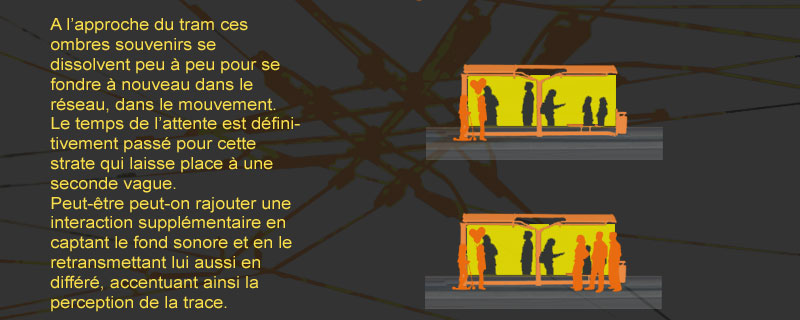 A l’approche du tram ces
ombres souvenirs se
dissolvent peu à peu pour se
fondre à nouveau dans le
réseau, dans le mouvement.
Le temps de l’attente est défini-
tivement passé pour cette
strate qui laisse place à une
seconde vague.
Peut-être peut-on rajouter une
interaction supplémentaire en
captant le fond sonore et en le
retransmettant lui aussi en
différé, accentuant ainsi la
perception de la trace.